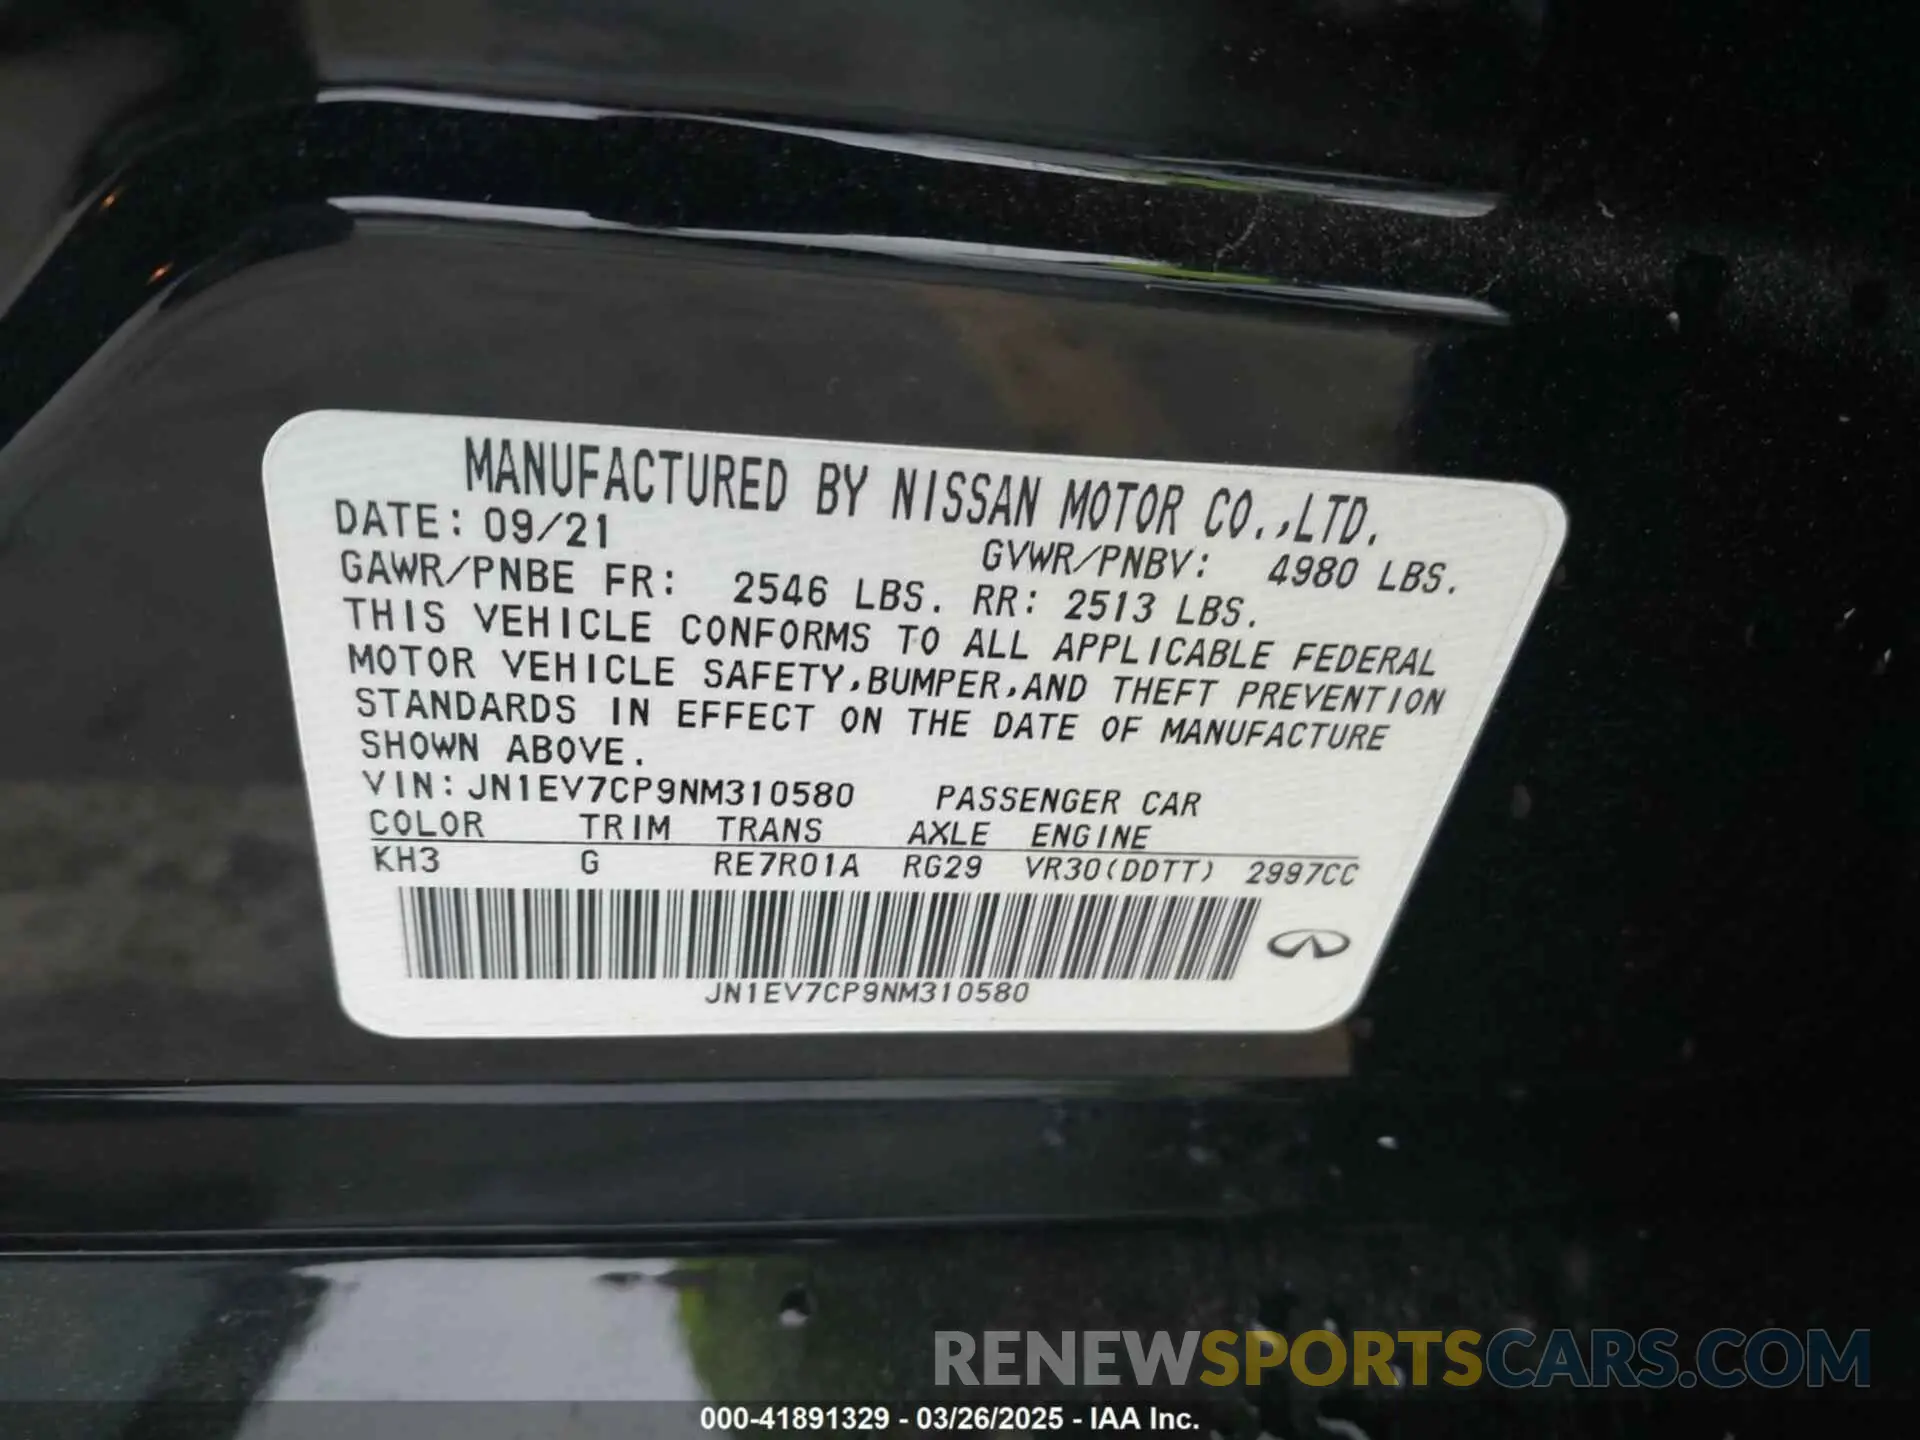 MANUFACTURED BY NISSAN MOTOR CO.,LTD.
DATE: 09/21 GVWR/PNBV: 4980 LBS.
GAWR/PNBE FR: 2546 LBS. RR: 2513 LBS.
THIS VEHICLE CONFORMS TO ALL APPLICABLE FEDERAL
MOTOR VEHICLE SAFETY,BUMPER,AND THEFT PREVENTION
STANDARDS IN EFFECT ON THE DATE OF MANUFACTURE
SHOWN ABOVE.
VIN:JN1EV7CP9NM310580 PASSENGER CAR
COLOR TRIM TRANS AXLE ENGINE
KH3 G RE7R01A RG29 VR30(DDTT) 2997CC
JN1EV7CP9NM310580
RENEWSPORTSCARS.COM
000-41891329 - 03/26/2025 - IAA Inc.